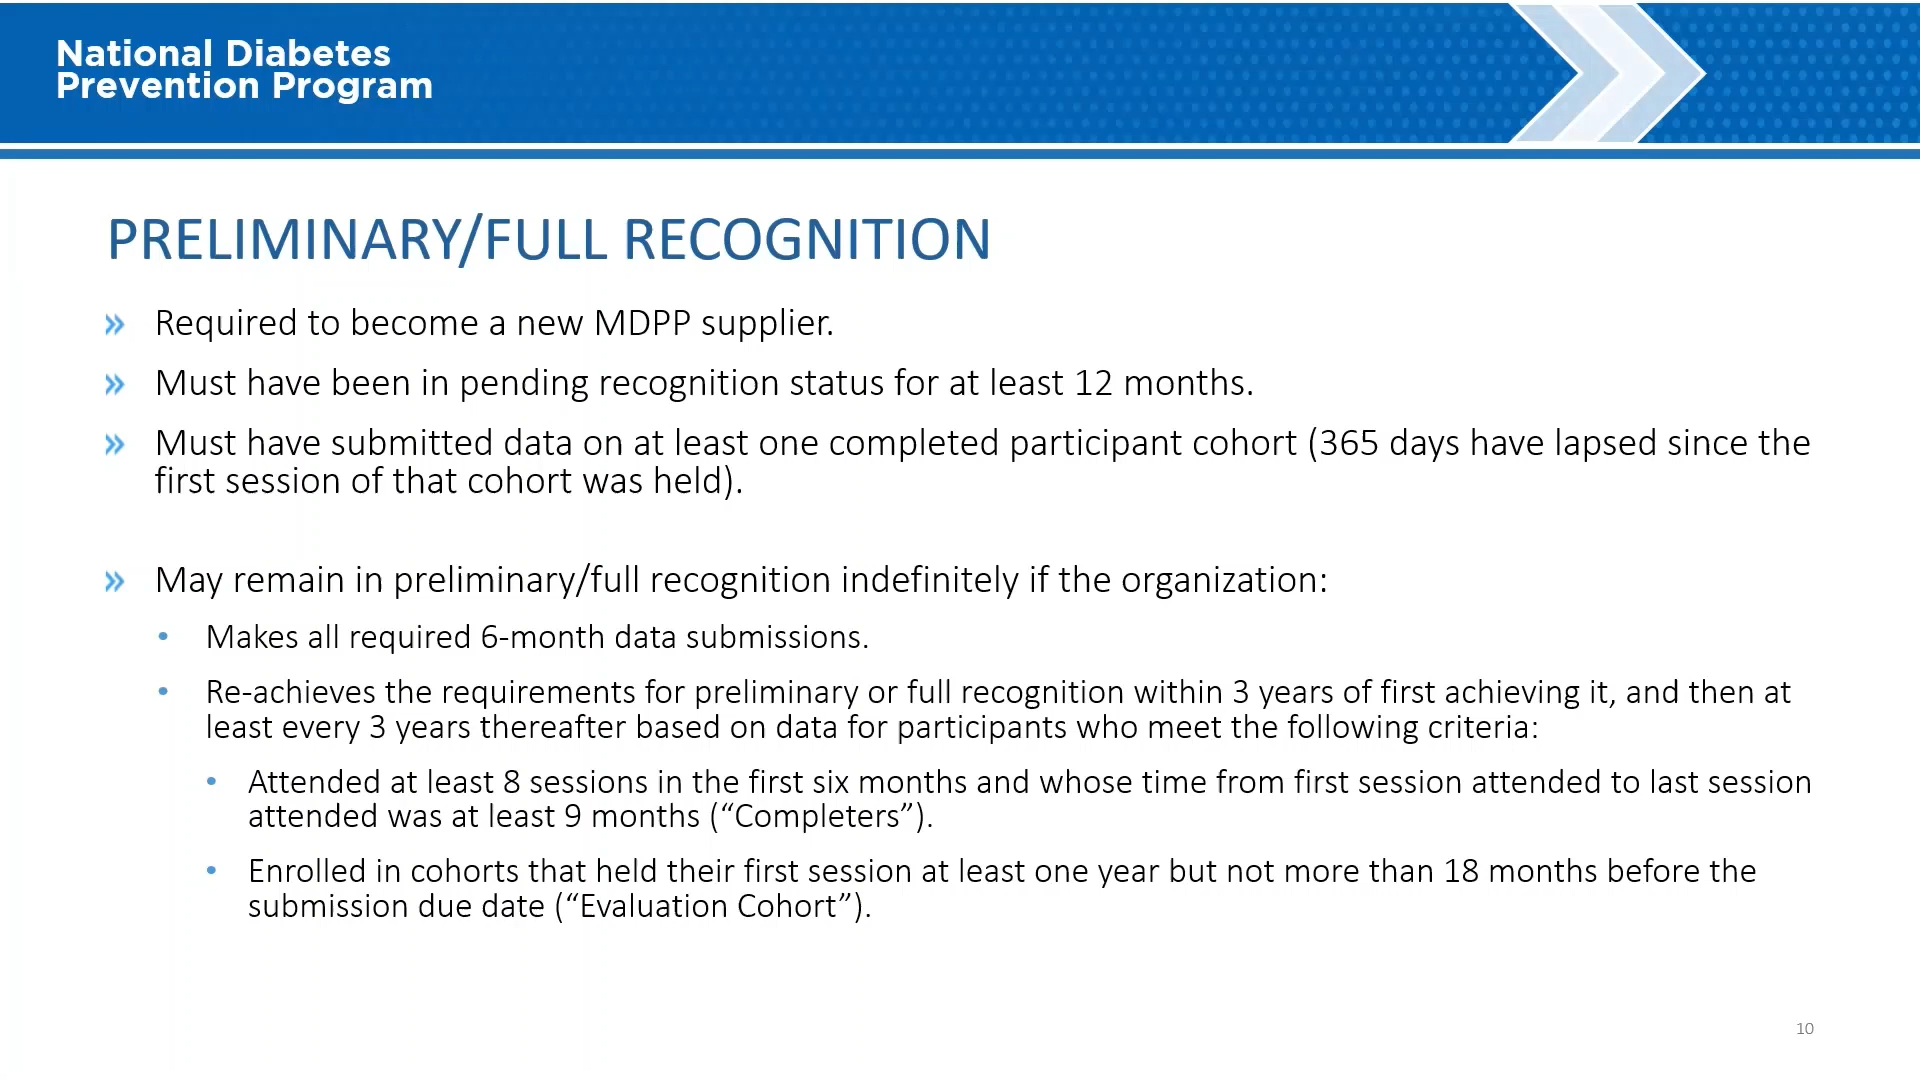 National Diabetes
Prevention Program
PRELIMINARY/FULL RECOGNITION
» Required to become a new MDPP supplier.
» Must have been in pending recognition status for at least 12 months.
» Must have submitted data on at least one completed participant cohort (365 days have lapsed since the
first session of that cohort was held).
» May remain in preliminary/full recognition indefinitely if the organization:
• Makes all required 6-month data submissions.
• Re-achieves the requirements for preliminary or full recognition within 3 years of first achieving it, and then at
least every 3 years thereafter based on data for participants who meet the following criteria:
• Attended at least 8 sessions in the first six months and whose time from first session attended to last session
attended was at least 9 months (“Completers”).
• Enrolled in cohorts that held their first session at least one year but not more than 18 months before the
submission due date (“Evaluation Cohort”).
10